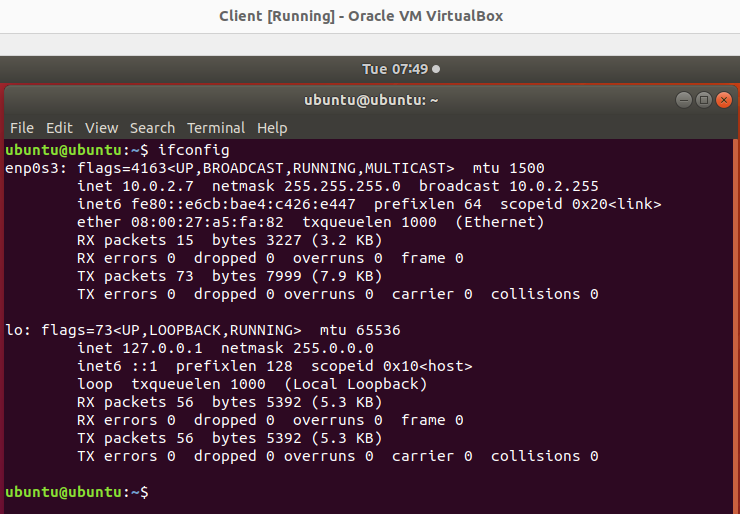 Client [Running] - Oracle VM VirtualBox
Tue 07:49
ubuntu@ubuntu: ~
File Edit View Search Terminal Help
ubuntu@ubuntu:~$ ifconfig
enp0s3: flags=4163<UP,BROADCAST,RUNNING,MULTICAST>  mtu 1500
        inet 10.0.2.7  netmask 255.255.255.0  broadcast 10.0.2.255
        inet6 fe80::e6cb:bae4:c426:e447  prefixlen 64  scopeid 0x20<link>
        ether 08:00:27:a5:fa:82  txqueuelen 1000  (Ethernet)
        RX packets 15  bytes 3227 (3.2 KB)
        RX errors 0  dropped 0  overruns 0  frame 0
        TX packets 73  bytes 7999 (7.9 KB)
        TX errors 0  dropped 0 overruns 0  carrier 0  collisions 0

lo: flags=73<UP,LOOPBACK,RUNNING>  mtu 65536
        inet 127.0.0.1  netmask 255.0.0.0
        inet6 ::1  prefixlen 128  scopeid 0x10<host>
        loop  txqueuelen 1000  (Local Loopback)
        RX packets 56  bytes 5392 (5.3 KB)
        RX errors 0  dropped 0  overruns 0  frame 0
        TX packets 56  bytes 5392 (5.3 KB)
        TX errors 0  dropped 0 overruns 0  carrier 0  collisions 0

ubuntu@ubuntu:~$